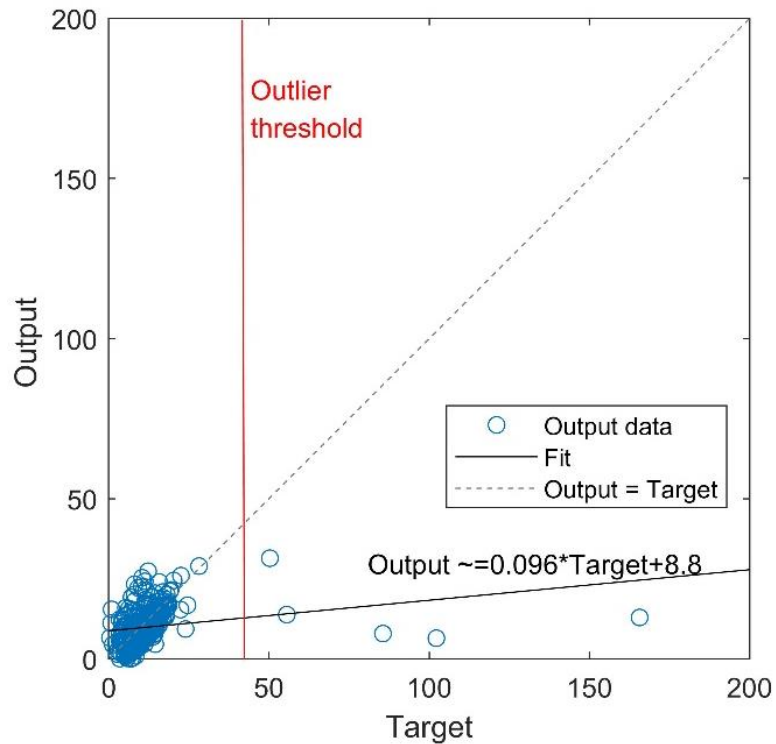 200
Outlier
threshold
150
Output
100
Output data
Fit
Output = Target
50
Output ~=0.096*Target+8.8
0
0 50 100 150 200
Target